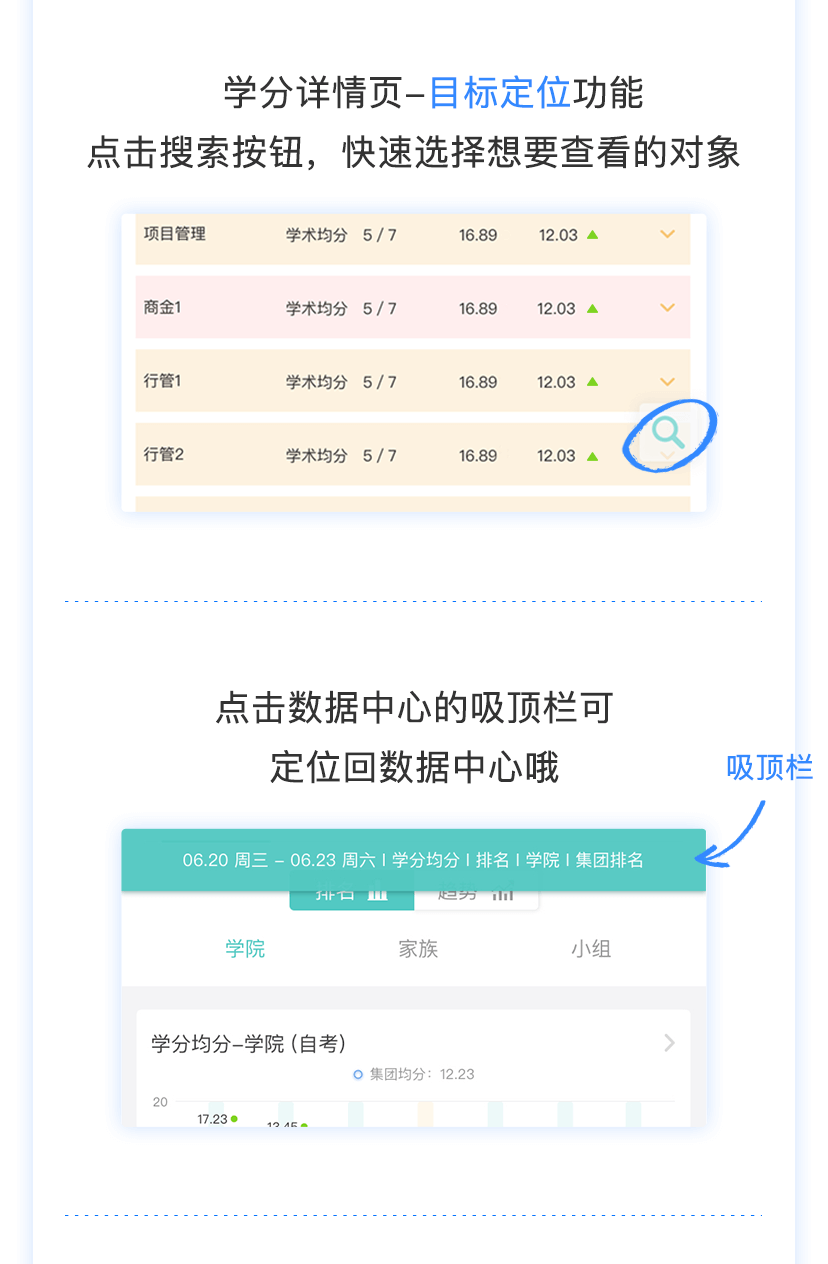 学分详情页–目标定位功能
点击搜索按钮，快速选择想要查看的对象
项目管理 学术均分 5 / 7 16.89 12.03
商金1 学术均分 5 / 7 16.89 12.03
行管1 学术均分 5 / 7 16.89 12.03
行管2 学术均分 5 / 7 16.89 12.03
点击数据中心的吸顶栏可
定位回数据中心哦
吸顶栏
06.20 周三 – 06.23 周六 | 学分均分 | 排名 | 学院 | 集团排名
排名 趋势
学院 家族 小组
学分均分–学院 (自考)
集团均分：12.23
20
17.23 13.45